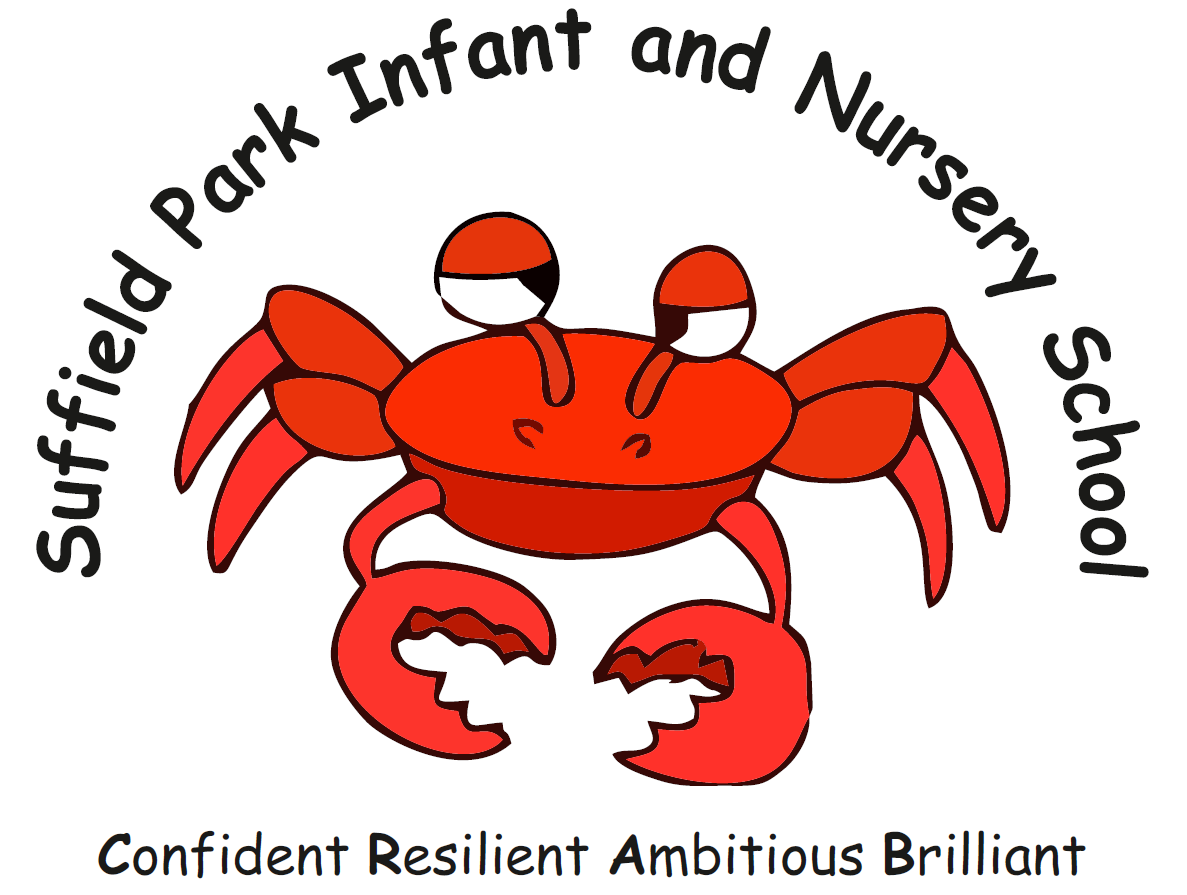 Suffield Park Infant and Nursery School
Confident Resilient Ambitious Brilliant